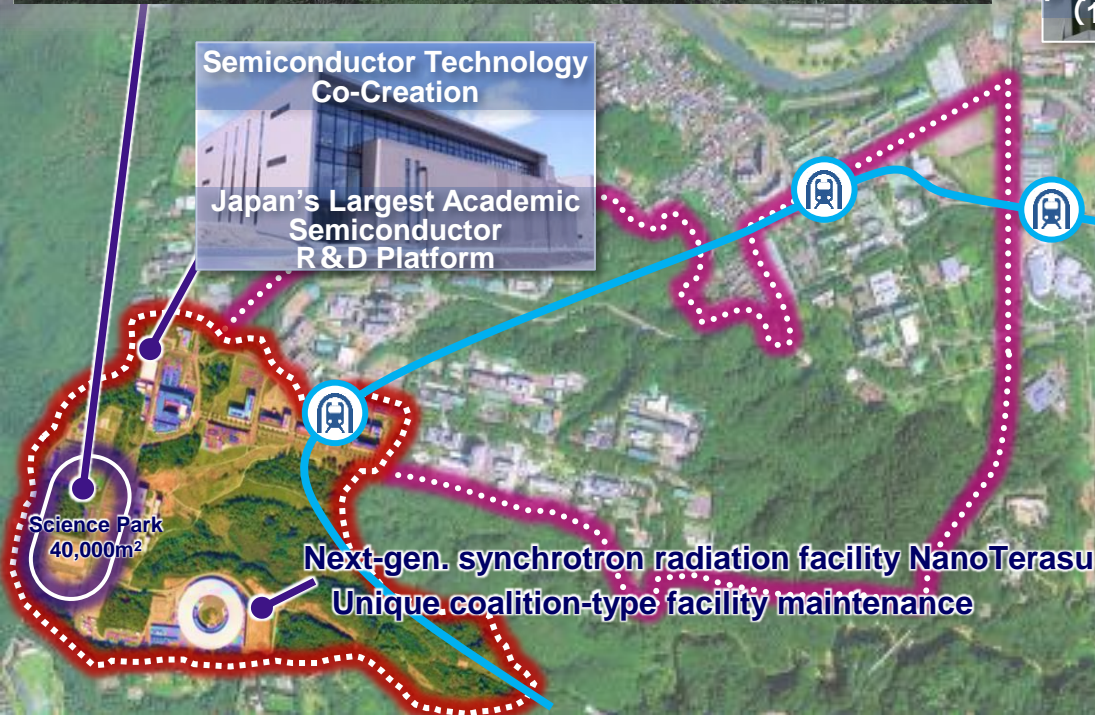 (1
Semiconductor Technology
Co-Creation
Japan’s Largest Academic
Semiconductor
R&D Platform
Science Park
40,000m²
Next-gen. synchrotron radiation facility NanoTerasu
Unique coalition-type facility maintenance